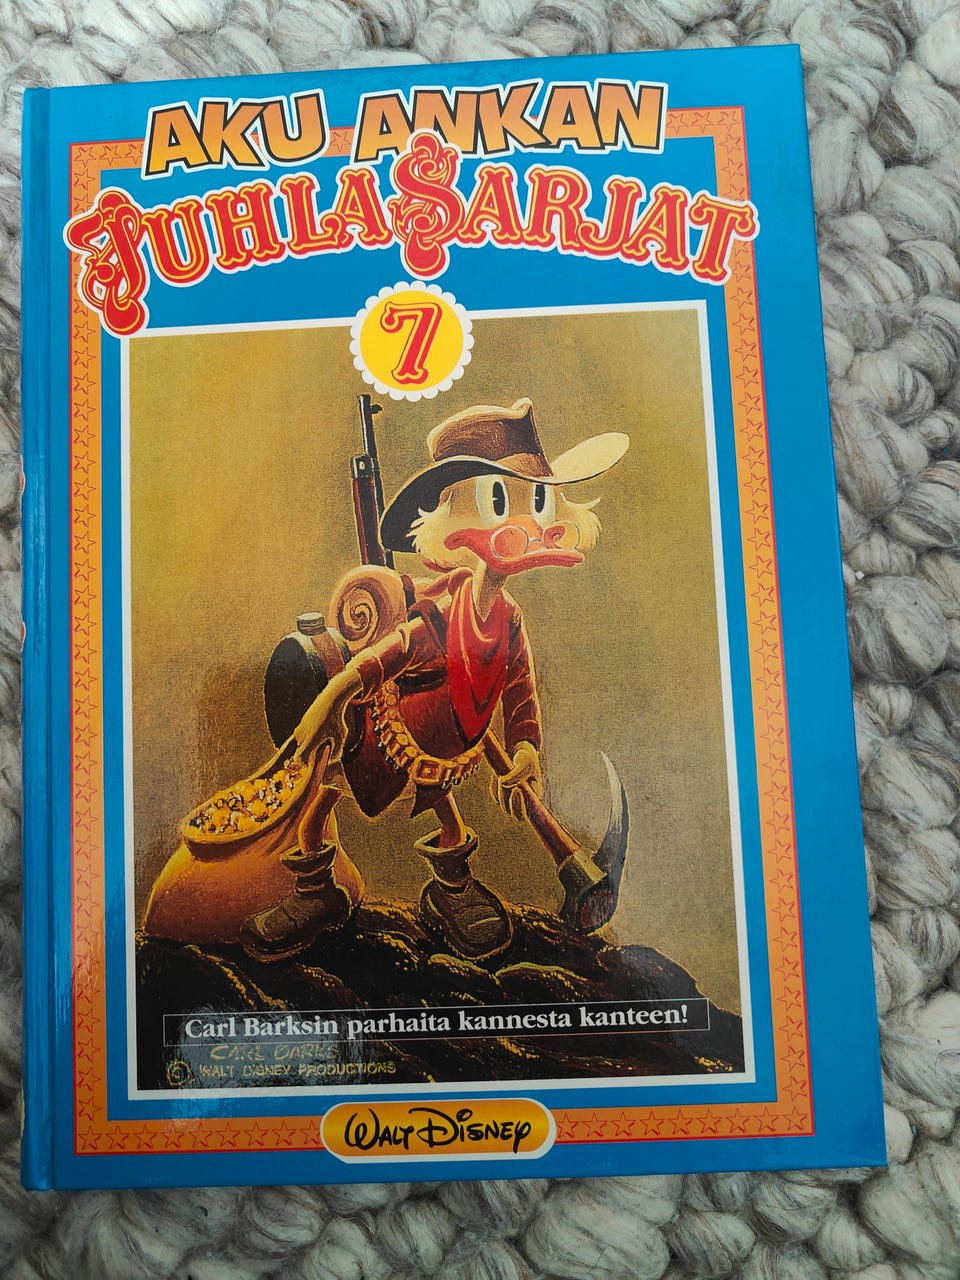 AKU ANKAN
JUHLASARJAT
7
Carl Barksin parhaita kannesta kanteen!
CARL BARKS
© WALT DISNEY PRODUCTIONS
WALT DISNEY